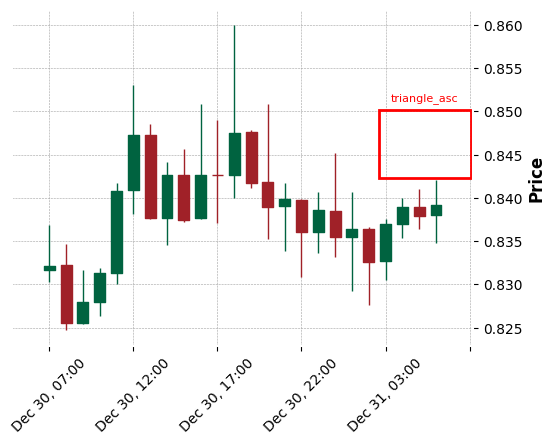 0.860
0.855
triangle_asc
0.850
0.845
0.840
Price
0.835
0.830
0.825
Dec 30, 07:00
Dec 30, 12:00
Dec 30, 17:00
Dec 30, 22:00
Dec 31, 03:00